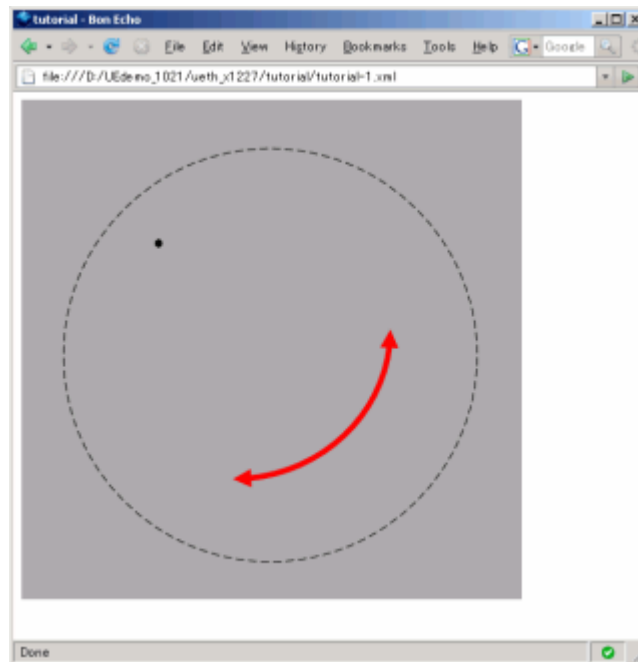 tutorial - Bon Echo
File Edit View History Bookmarks Tools Help Google
file:///D:/UEdemo_1021/ueth_x1227/tutorial/tutorial-1.xml
Done